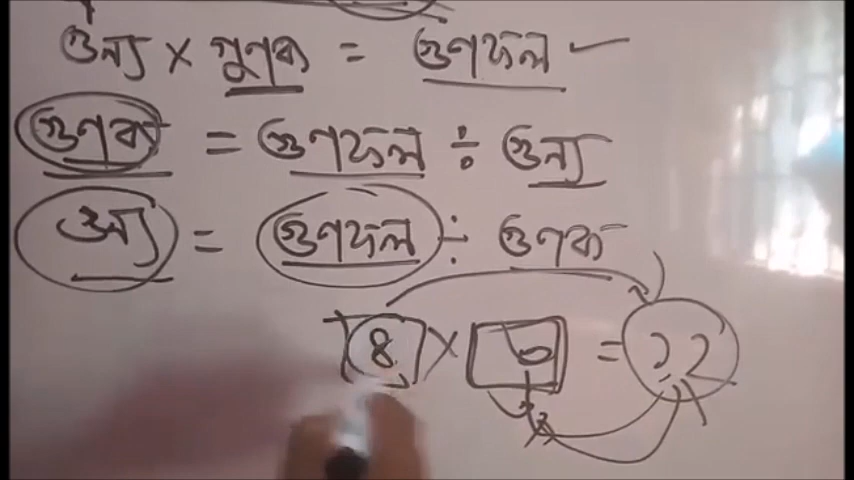 গুন্য × গুণক = গুণফল
গুণক = গুণফল ÷ গুন্য
গুন্য = গুণফল ÷ গুণক
৪ × ৩ = ১২